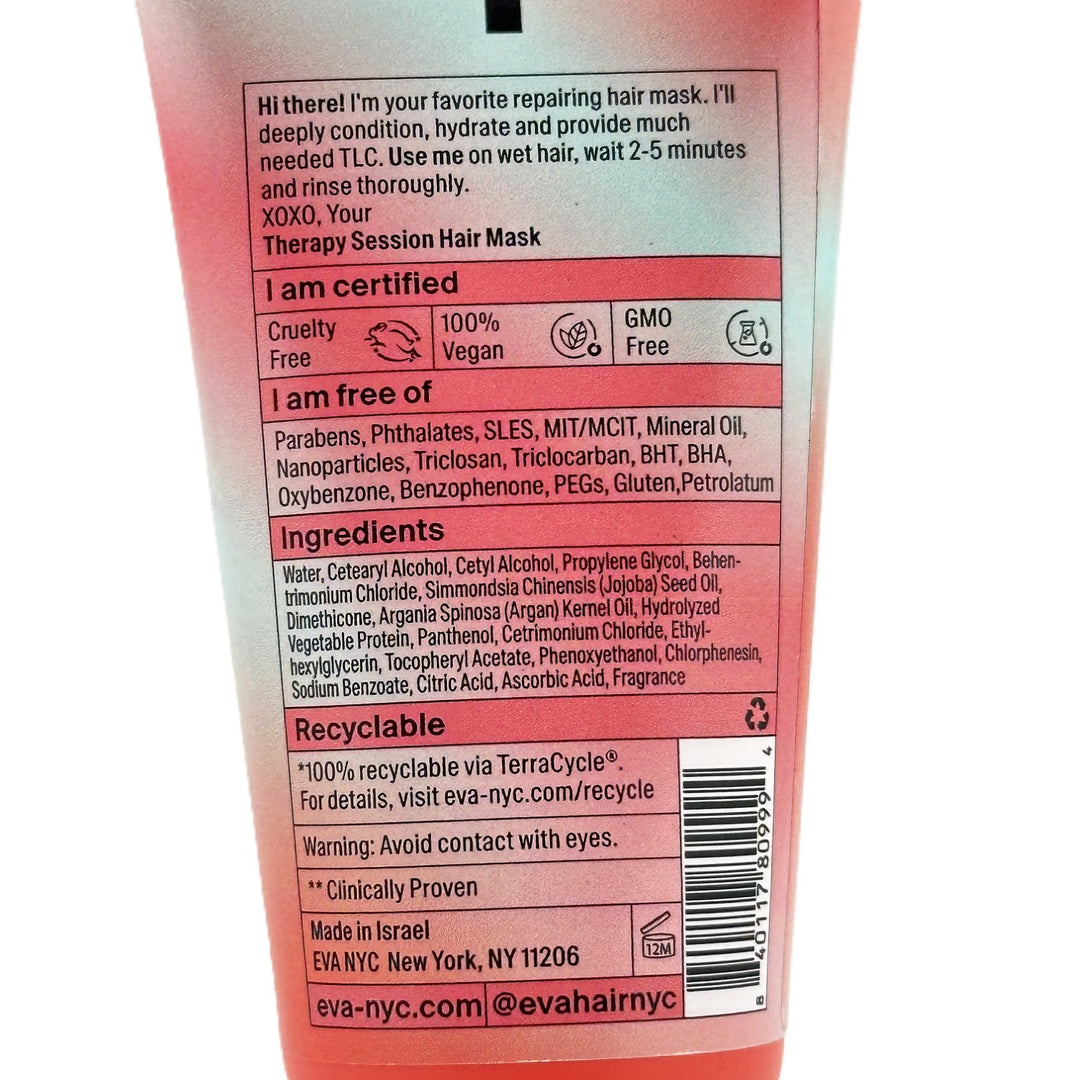 Hi there! I'm your favorite repairing hair mask. I'll
deeply condition, hydrate and provide much
needed TLC. Use me on wet hair, wait 2-5 minutes
and rinse thoroughly.
XOXO, Your
Therapy Session Hair Mask
I am certified
Cruelty
Free
100%
Vegan
GMO
Free
I am free of
Parabens, Phthalates, SLES, MIT/MCIT, Mineral Oil,
Nanoparticles, Triclosan, Triclocarban, BHT, BHA,
Oxybenzone, Benzophenone, PEGs, Gluten,Petrolatum
Ingredients
Water, Cetearyl Alcohol, Cetyl Alcohol, Propylene Glycol, Behen-
trimonium Chloride, Simmondsia Chinensis (Jojoba) Seed Oil,
Dimethicone, Argania Spinosa (Argan) Kernel Oil, Hydrolyzed
Vegetable Protein, Panthenol, Cetrimonium Chloride, Ethyl-
hexylglycerin, Tocopheryl Acetate, Phenoxyethanol, Chlorphenesin,
Sodium Benzoate, Citric Acid, Ascorbic Acid, Fragrance
Recyclable
*100% recyclable via TerraCycle®.
For details, visit eva-nyc.com/recycle
Warning: Avoid contact with eyes.
** Clinically Proven
Made in Israel
EVA NYC New York, NY 11206
12M
eva-nyc.com
@evahairnyc
8 40117 80999 4